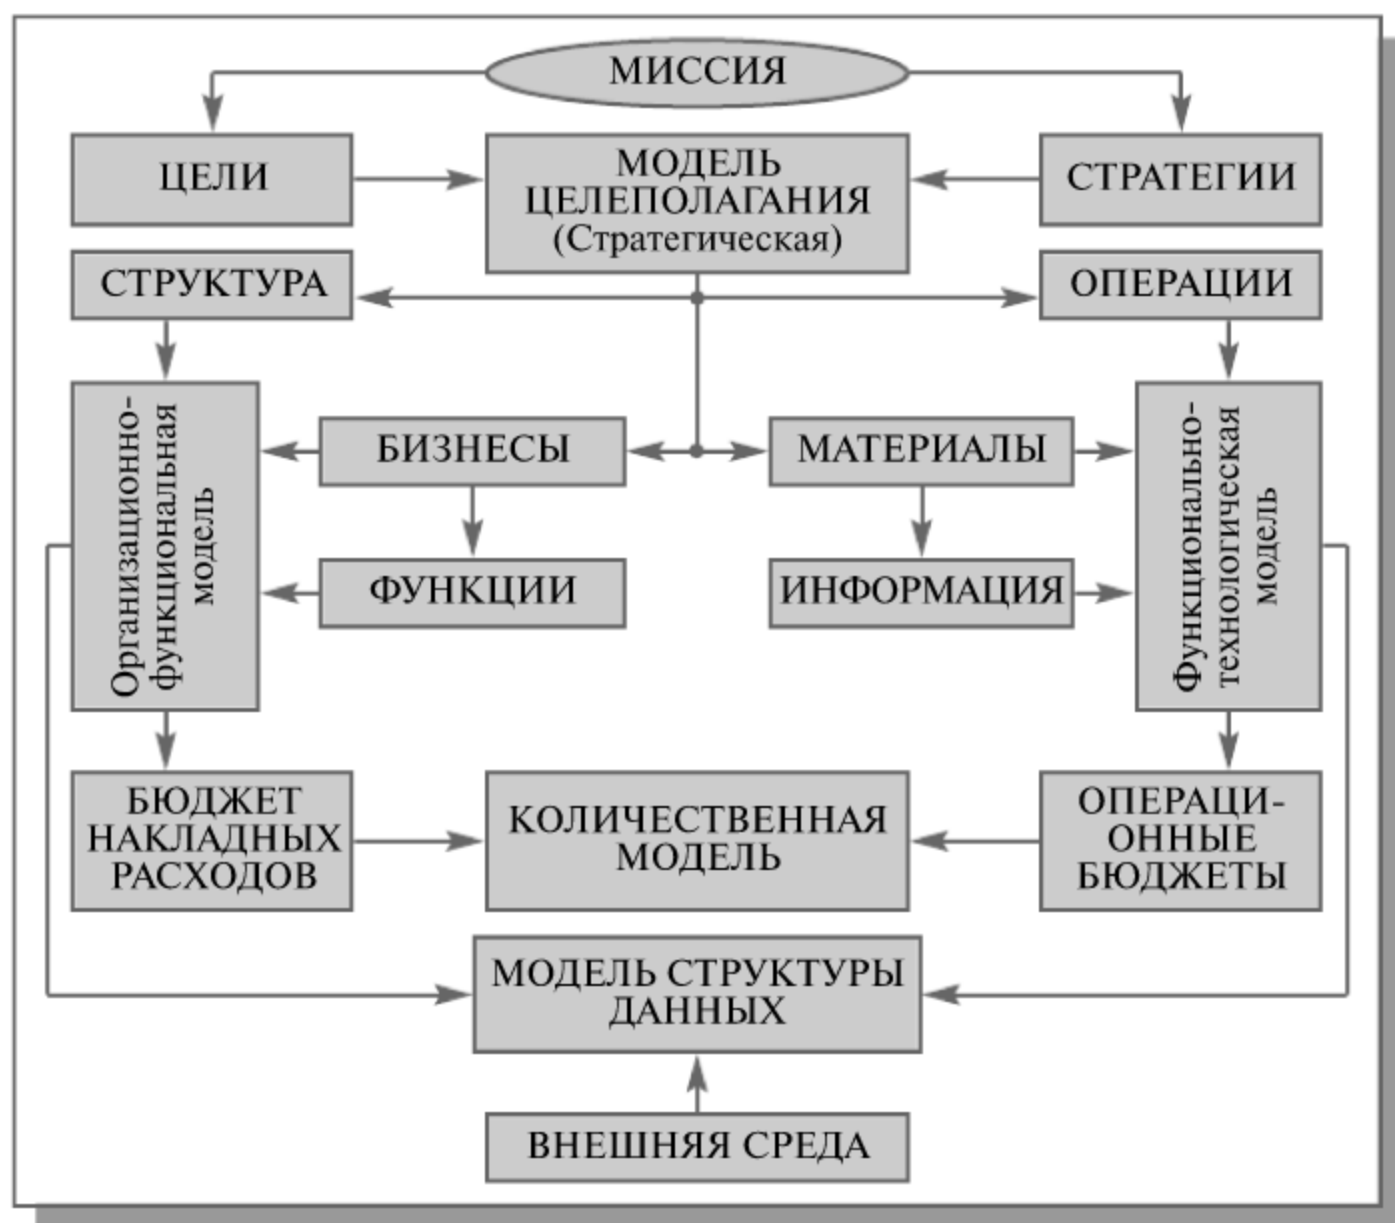 МИССИЯ
ЦЕЛИ
МОДЕЛЬ
ЦЕЛЕПОЛАГАНИЯ
(Стратегическая)
СТРАТЕГИИ
СТРУКТУРА
ОПЕРАЦИИ
Организационно-
функциональная
модель
БИЗНЕСЫ
МАТЕРИАЛЫ
Функционально-
технологическая
модель
ФУНКЦИИ
ИНФОРМАЦИЯ
БЮДЖЕТ
НАКЛАДНЫХ
РАСХОДОВ
КОЛИЧЕСТВЕННАЯ
МОДЕЛЬ
ОПЕРАЦИ-
ОННЫЕ
БЮДЖЕТЫ
МОДЕЛЬ СТРУКТУРЫ
ДАННЫХ
ВНЕШНЯЯ СРЕДА